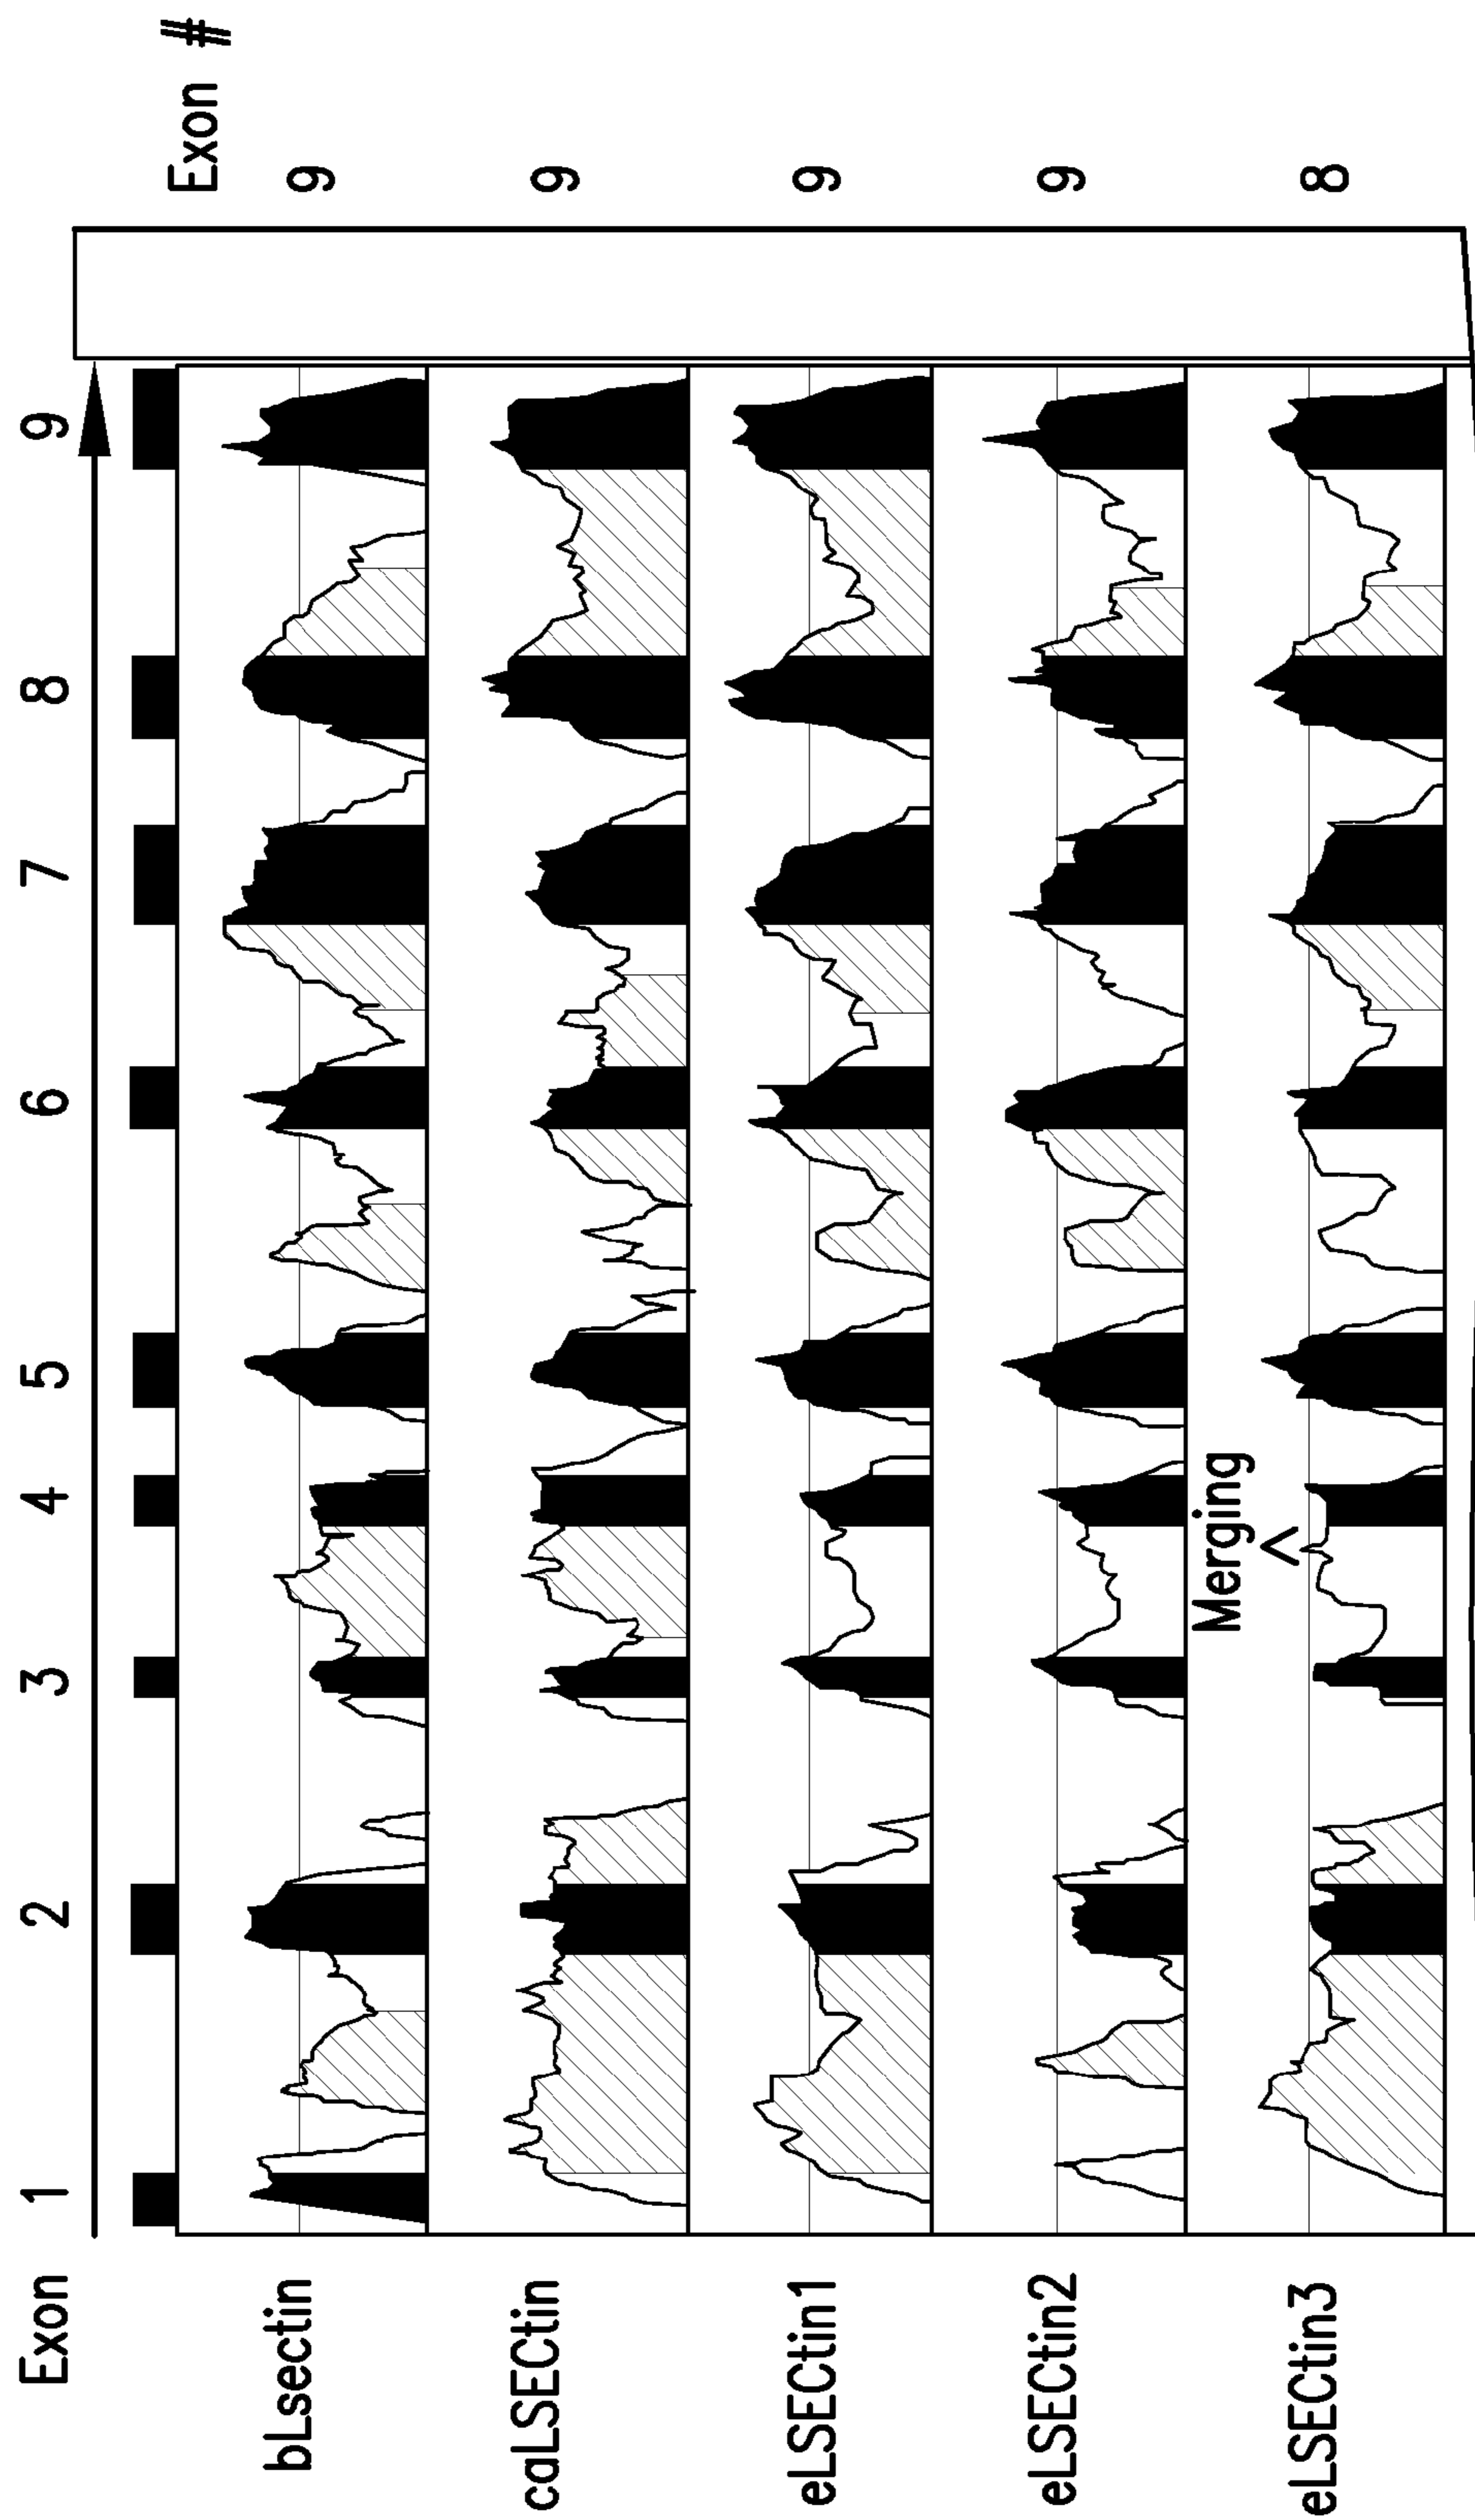 Exon 1 2 3 4 5 6 7 8 9
Exon #
bLsectin 9
caLSECtin 9
eLSECtin1 9
eLSECtin2 9
Merging
<
eLSECtin3 8